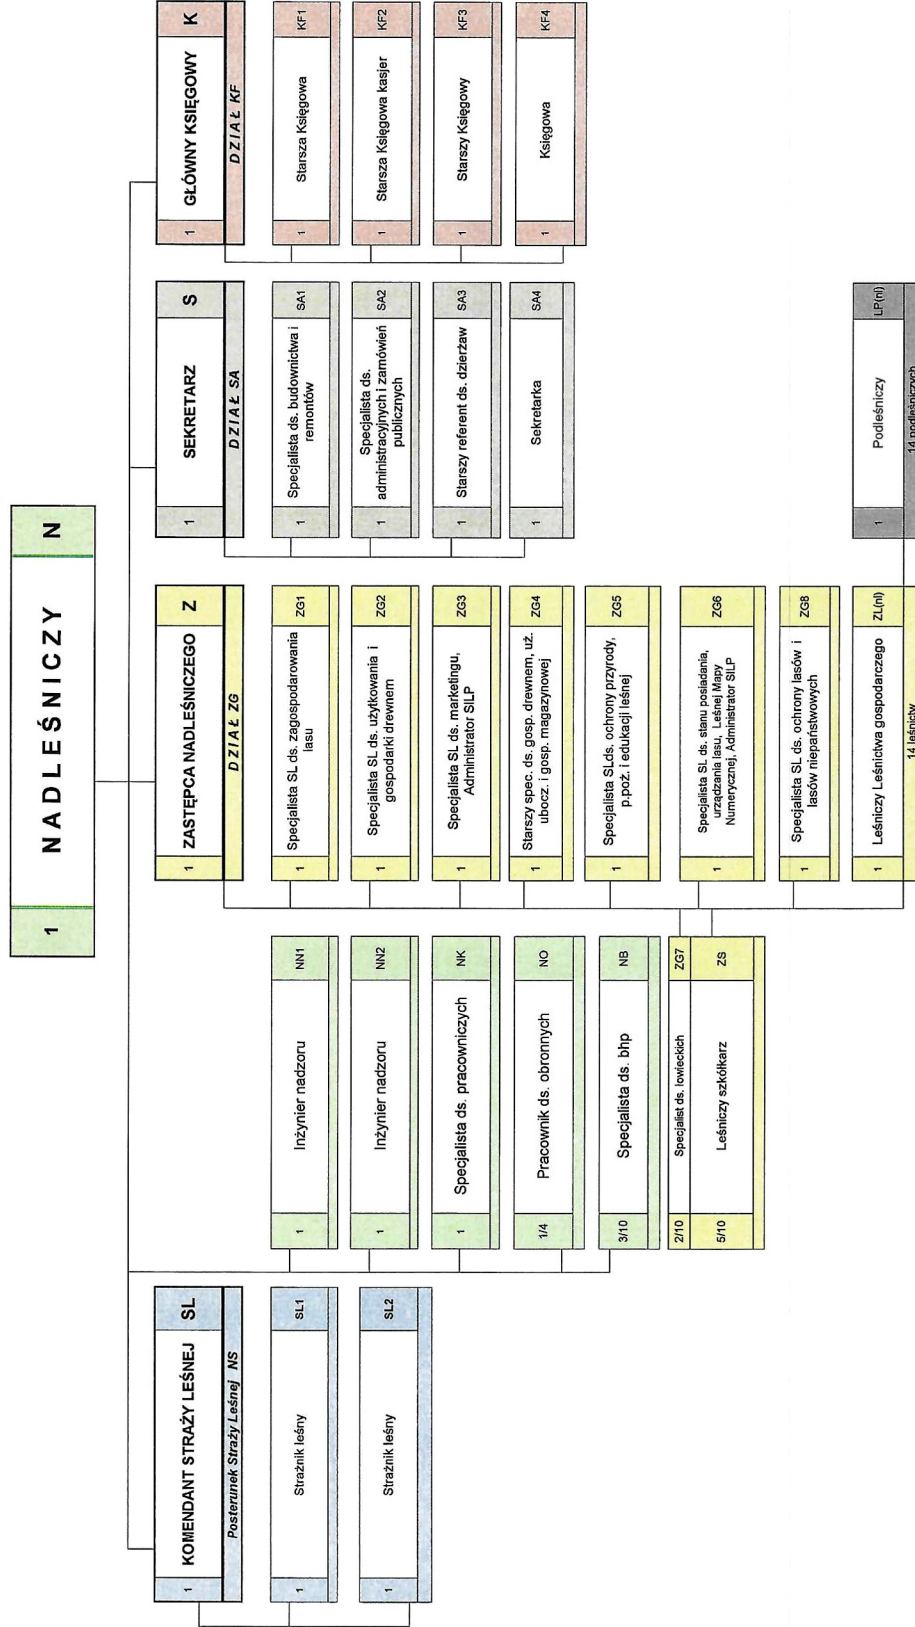 1 NADLEŚNICZY N
1 KOMENDANT STRAŻY LEŚNEJ SL
Posterunek Straży Leśnej NS
1 Strażnik leśny SL1
1 Strażnik leśny SL2
1 Inżynier nadzoru NN1
1 Inżynier nadzoru NN2
1 Specjalista ds. pracowniczych NK
1/4 Pracownik ds. obronnych NO
3/10 Specjalista ds. bhp NB
2/10 Specjalist ds. łowieckich ZG7
5/10 Leśniczy szkółkarz ZS
1 ZASTĘPCA NADLEŚNICZEGO Z
DZIAŁ ZG
1 Specjalista SL ds. zagospodarowania ZG1
lasu
1 Specjalista SL ds. użytkowania i ZG2
gospodarki drewnem
1 Specjalista SL ds. marketingu, ZG3
Administrator SILP
1 Starszy spec. ds. gosp. drewnem, uż. ZG4
ubocz. i gosp. magazynowej
1 Specjalista SLds. ochrony przyrody, ZG5
p.poż. i edukacji leśnej
1 Specjalista SL ds. stanu posiadania, ZG6
urządzania lasu, Leśnej Mapy
Numerycznej, Administrator SILP
1 Specjalista SL ds. ochrony lasów i ZG8
lasów niepaństwowych
1 Leśniczy Leśnictwa gospodarczego ZL(nl)
14 leśnictw
1 SEKRETARZ S
DZIAŁ SA
1 Specjalista ds. budownictwa i SA1
remontów
1 Specjalista ds. SA2
administracyjnych i zamówień
publicznych
1 Starszy referent ds. dzierżaw SA3
1 Sekretarka SA4
1 Podleśniczy LP(nl)
14 podleśniczych
1 GŁÓWNY KSIĘGOWY K
DZIAŁ KF
1 Starsza Księgowa KF1
1 Starsza Księgowa kasjer KF2
1 Starszy Księgowy KF3
1 Księgowa KF4